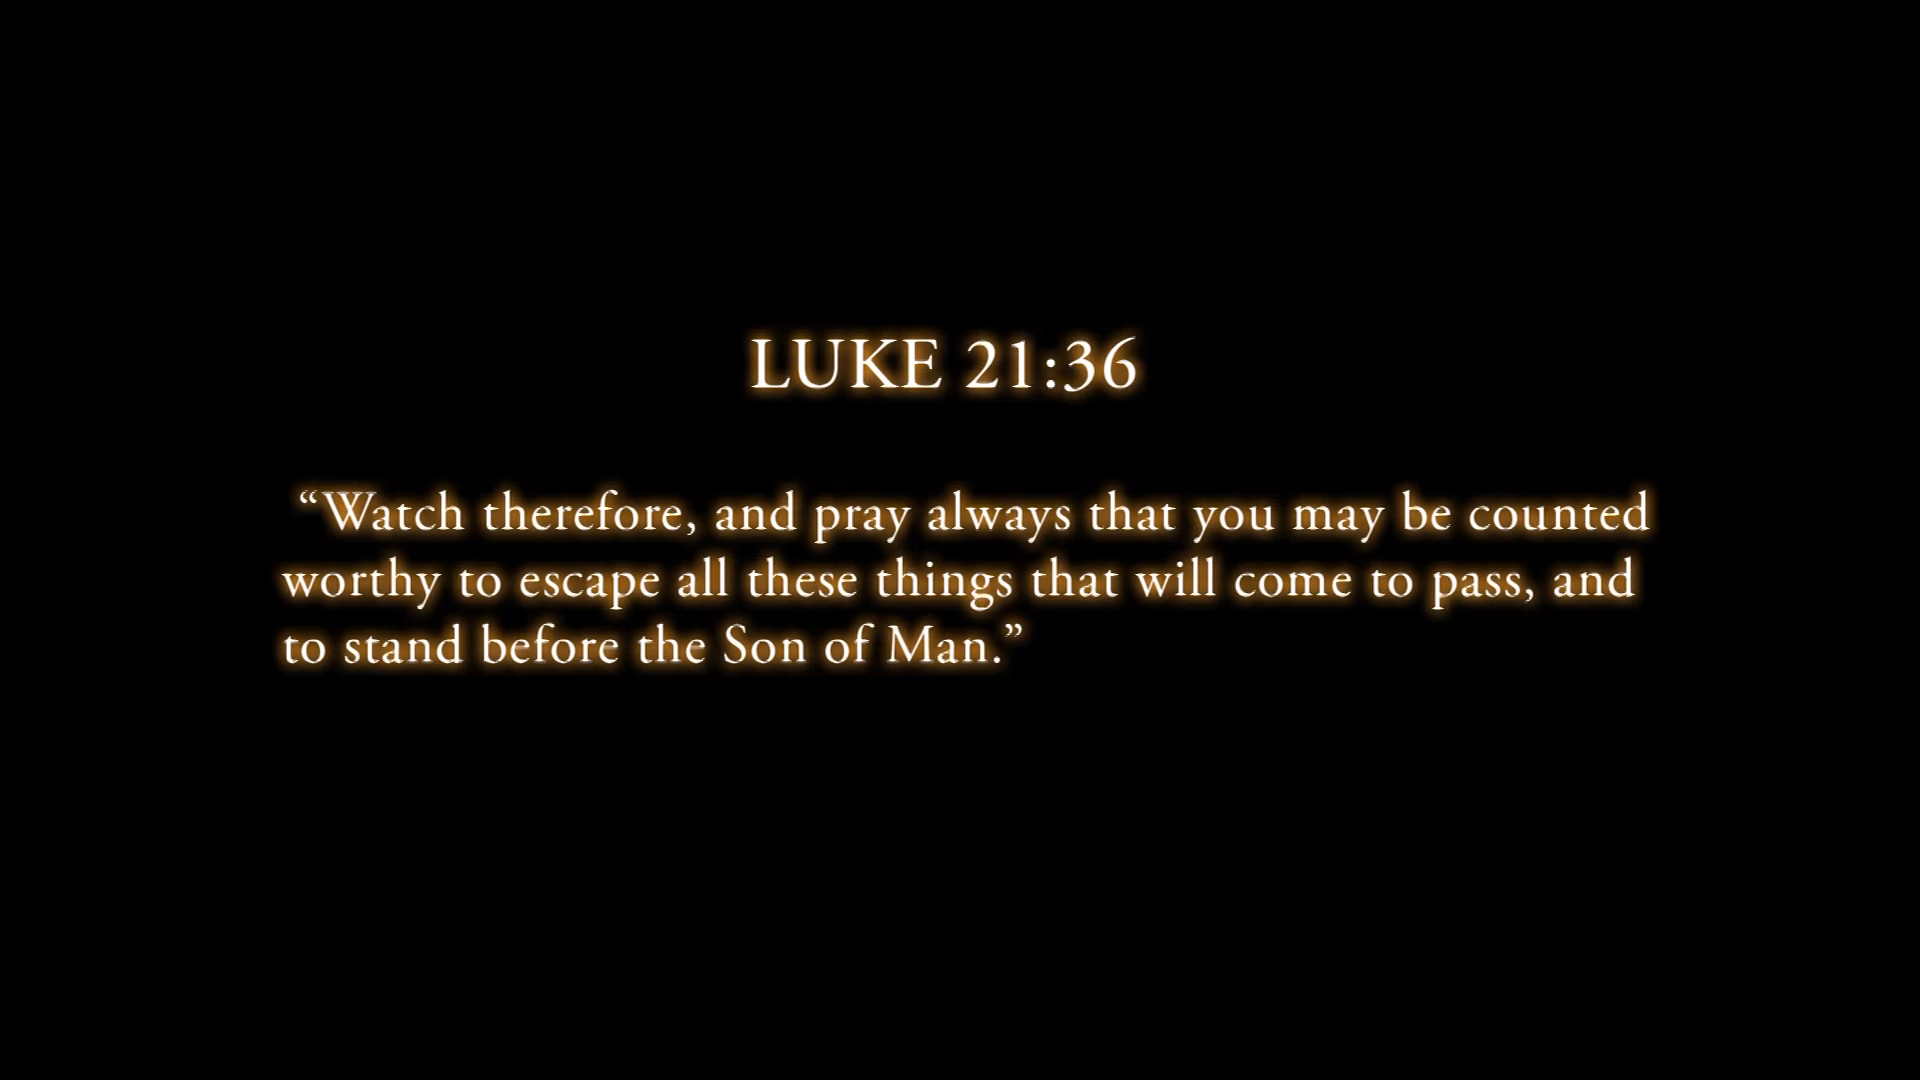 LUKE 21:36
“Watch therefore, and pray always that you may be counted
worthy to escape all these things that will come to pass, and
to stand before the Son of Man.”